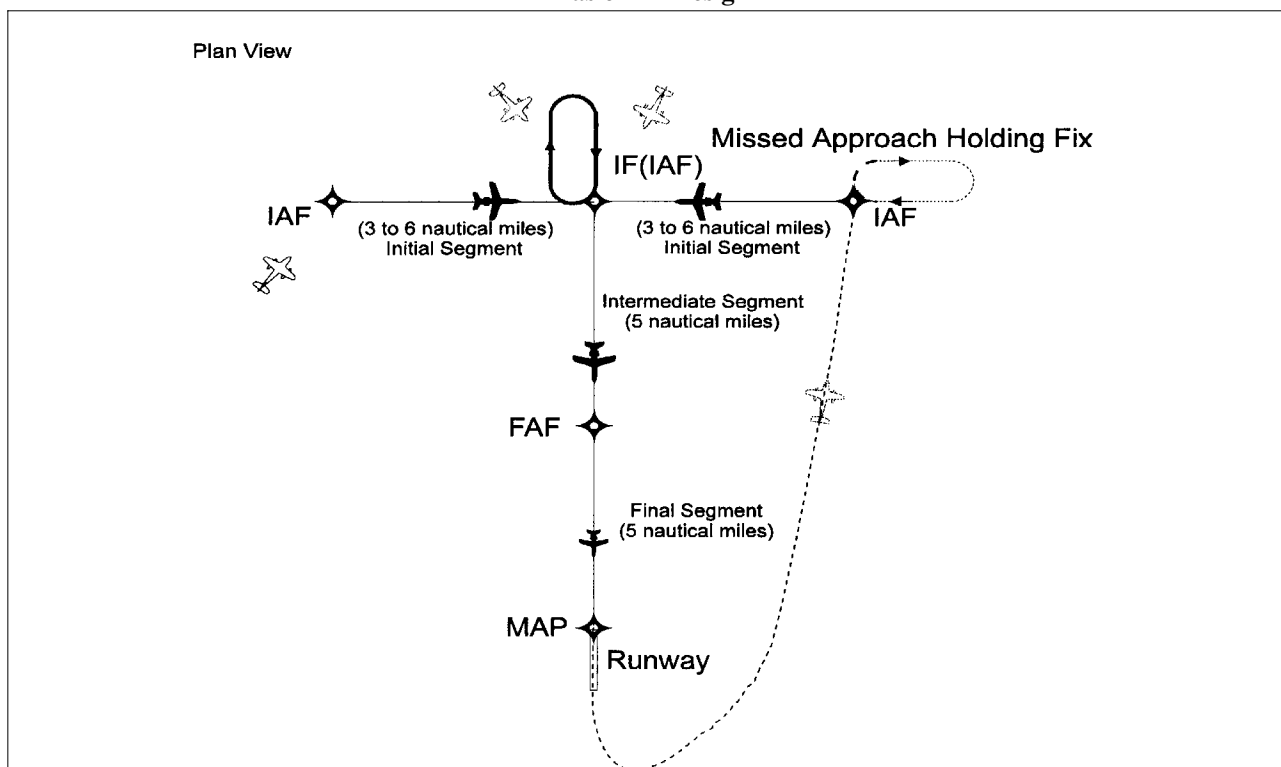 Plan View
Missed Approach Holding Fix
IF(IAF)
IAF
(3 to 6 nautical miles)
Initial Segment
(3 to 6 nautical miles)
Initial Segment
IAF
Intermediate Segment
(5 nautical miles)
FAF
Final Segment
(5 nautical miles)
MAP
Runway